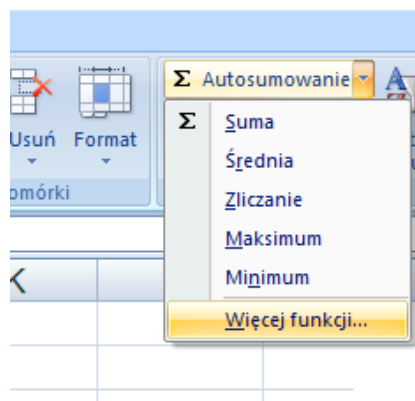 Σ Autosumowanie
Usuń Format
Σ Suma
Średnia
Zliczanie
Maksimum
Minimum
Więcej funkcji...
omórki
K